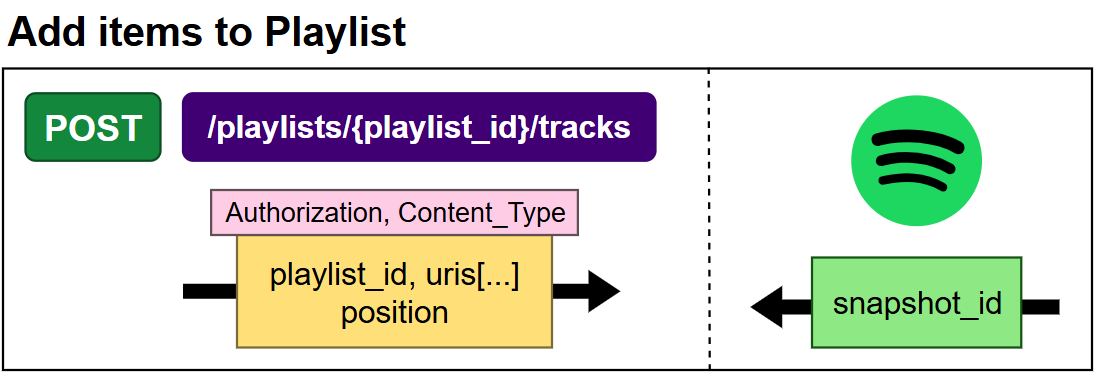 Add items to Playlist
POST
/playlists/{playlist_id}/tracks
Authorization, Content_Type
playlist_id, uris[...]
position
snapshot_id